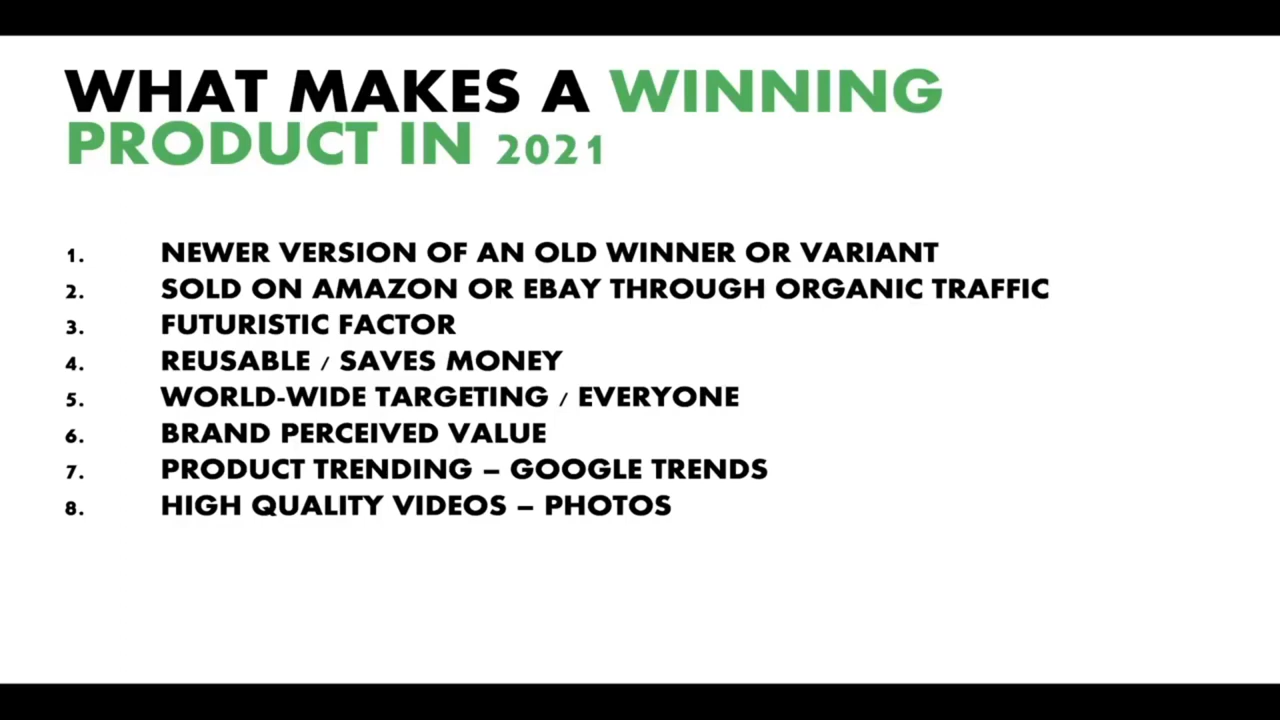 WHAT MAKES A WINNING
PRODUCT IN 2021
1. NEWER VERSION OF AN OLD WINNER OR VARIANT
2. SOLD ON AMAZON OR EBAY THROUGH ORGANIC TRAFFIC
3. FUTURISTIC FACTOR
4. REUSABLE / SAVES MONEY
5. WORLD-WIDE TARGETING / EVERYONE
6. BRAND PERCEIVED VALUE
7. PRODUCT TRENDING – GOOGLE TRENDS
8. HIGH QUALITY VIDEOS – PHOTOS